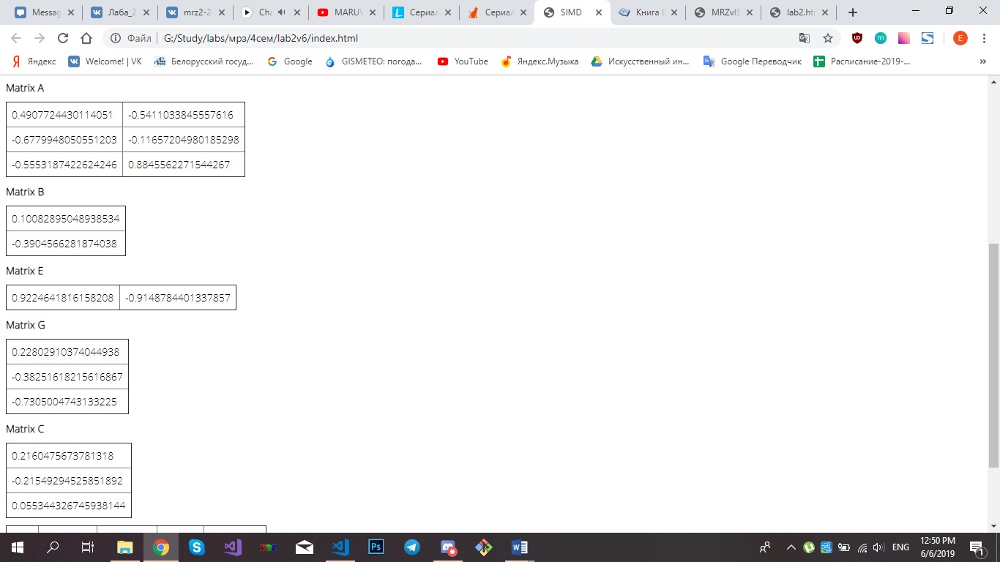 Messag
Лаба_2
mrz2-2
Cha
MARUV
Сериал
Сериал
SIMD
Книга Е
MRZvIS
lab2.htm
Файл G:/Study/labs/мрз/4сем/lab2v6/index.html
Яндекс Welcome! | VK Белорусский госуд... Google GISMETEO: погода... YouTube Яндекс.Музыка Искусственный ин... Google Переводчик Расписание-2019-... »
Matrix A
0.4907724430114051 -0.5411033845557616
-0.6779948050551203 -0.11657204980185298
-0.5553187422624246 0.8845562271544267
Matrix B
0.10082895048938534
-0.3904566281874038
Matrix E
0.9224641816158208 -0.9148784401337857
Matrix G
0.22802910374044938
-0.38251618215616867
-0.7305004743133225
Matrix C
0.2160475673781318
-0.21549294525851892
0.055344326745938144
ENG
12:50 PM
6/6/2019